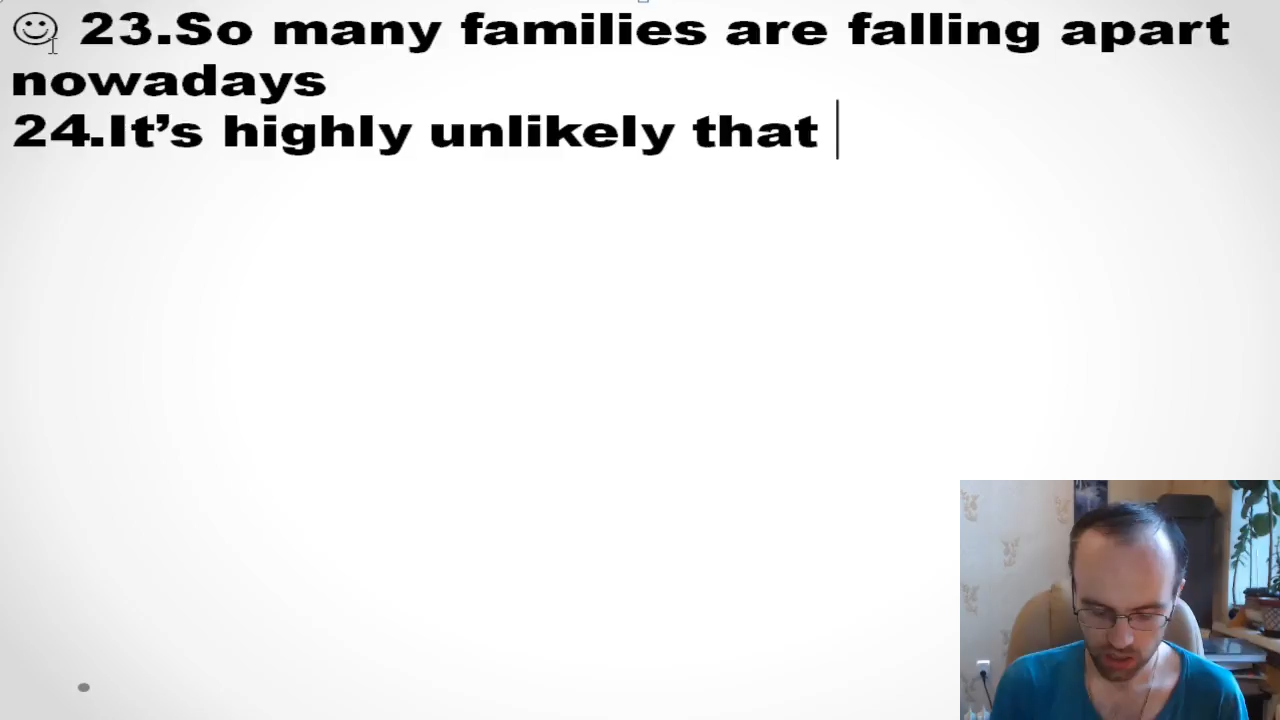 ☺ 23.So many families are falling apart
nowadays
24.It’s highly unlikely that